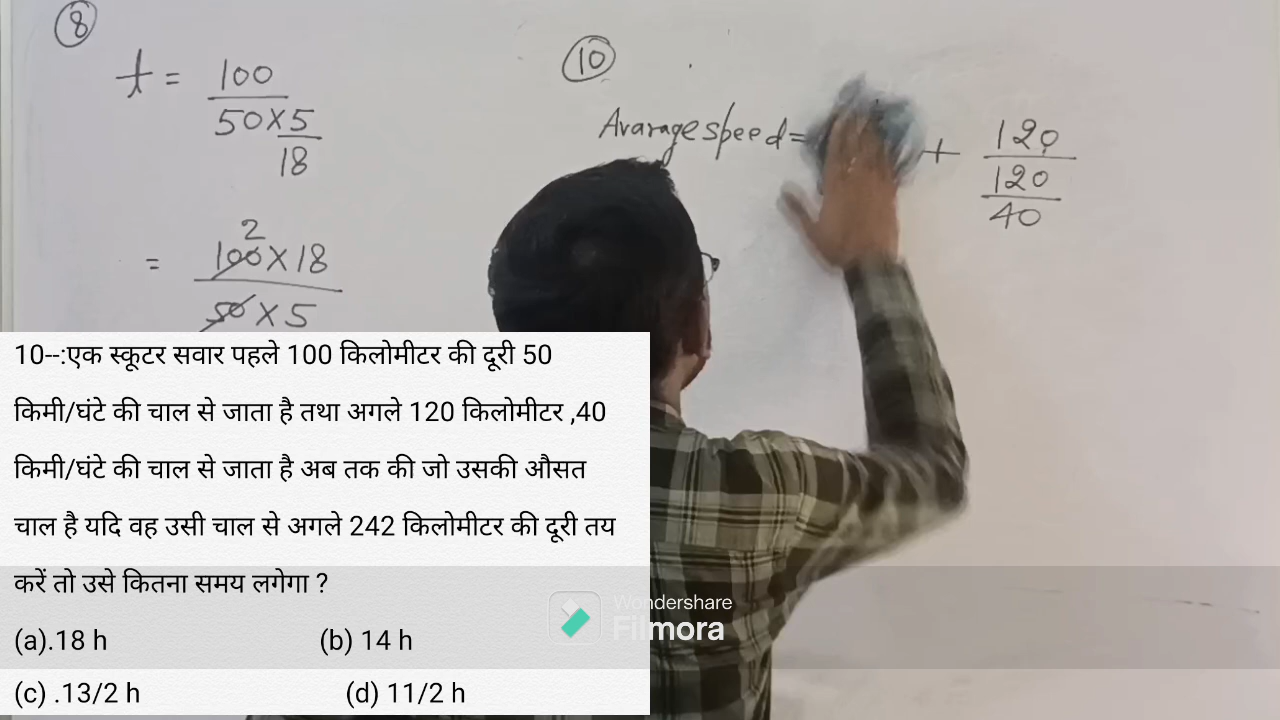 8
t = 100
50×5
18
2
= 100×18
50×5
10
Avarage speed =
+ 120
120
40
10--:एक स्कूटर सवार पहले 100 किलोमीटर की दूरी 50
किमी/घंटे की चाल से जाता है तथा अगले 120 किलोमीटर ,40
किमी/घंटे की चाल से जाता है अब तक की जो उसकी औसत
चाल है यदि वह उसी चाल से अगले 242 किलोमीटर की दूरी तय
करें तो उसे कितना समय लगेगा ?
(a).18 h (b) 14 h
(c) .13/2 h (d) 11/2 h
Wondershare
Filmora